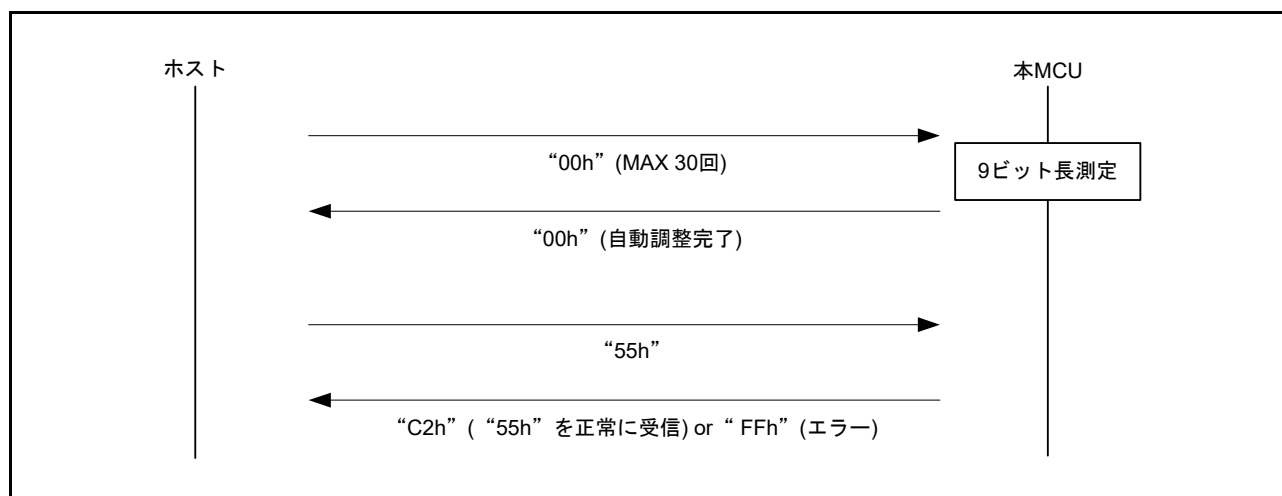 ホスト
本MCU
“00h” (MAX 30回)
9ビット長測定
“00h” (自動調整完了)
“55h”
“C2h” ( “55h” を正常に受信) or “ FFh” (エラー)